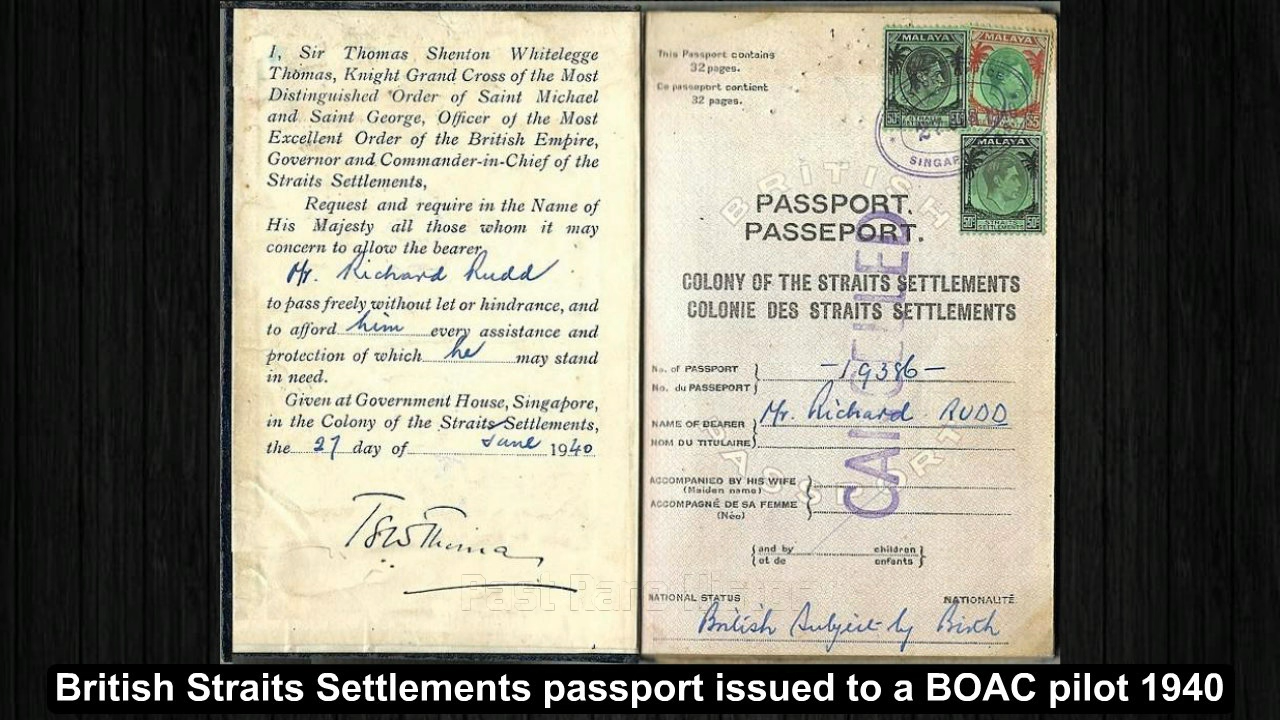 I, Sir Thomas Shenton Whitelegge
Thomas, Knight Grand Cross of the Most
Distinguished Order of Saint Michael
and Saint George, Officer of the Most
Excellent Order of the British Empire,
Governor and Commander-in-Chief of the
Straits Settlements,
Request and require in the Name of
His Majesty all those whom it may
concern to allow the bearer
Mr. Richard Rudd
to pass freely without let or hindrance, and
to afford him every assistance and
protection of which he may stand
in need.
Given at Government House, Singapore,
in the Colony of the Straits Settlements,
the 27 day of June 1940
This Passport contains
32 pages.
Ce passeport contient
32 pages.
MALAYA
MALAYA
MALAYA
STRAITS
SETTLEMENTS
BRITISH
PASSPORT.
PASSEPORT.
COLONY OF THE STRAITS SETTLEMENTS
COLONIE DES STRAITS SETTLEMENTS
CANCELLED
No. of PASSPORT
No. du PASSEPORT
-19386-
NAME OF BEARER
NOM DU TITULAIRE
Mr. Richard RUDD
PASSPORT
ACCOMPANIED BY HIS WIFE
(Maiden name)
ACCOMPAGNÉ DE SA FEMME
(Née)
and by children
et de enfants
NATIONAL STATUS NATIONALITÉ
British Subject by Birth
British Straits Settlements passport issued to a BOAC pilot 1940